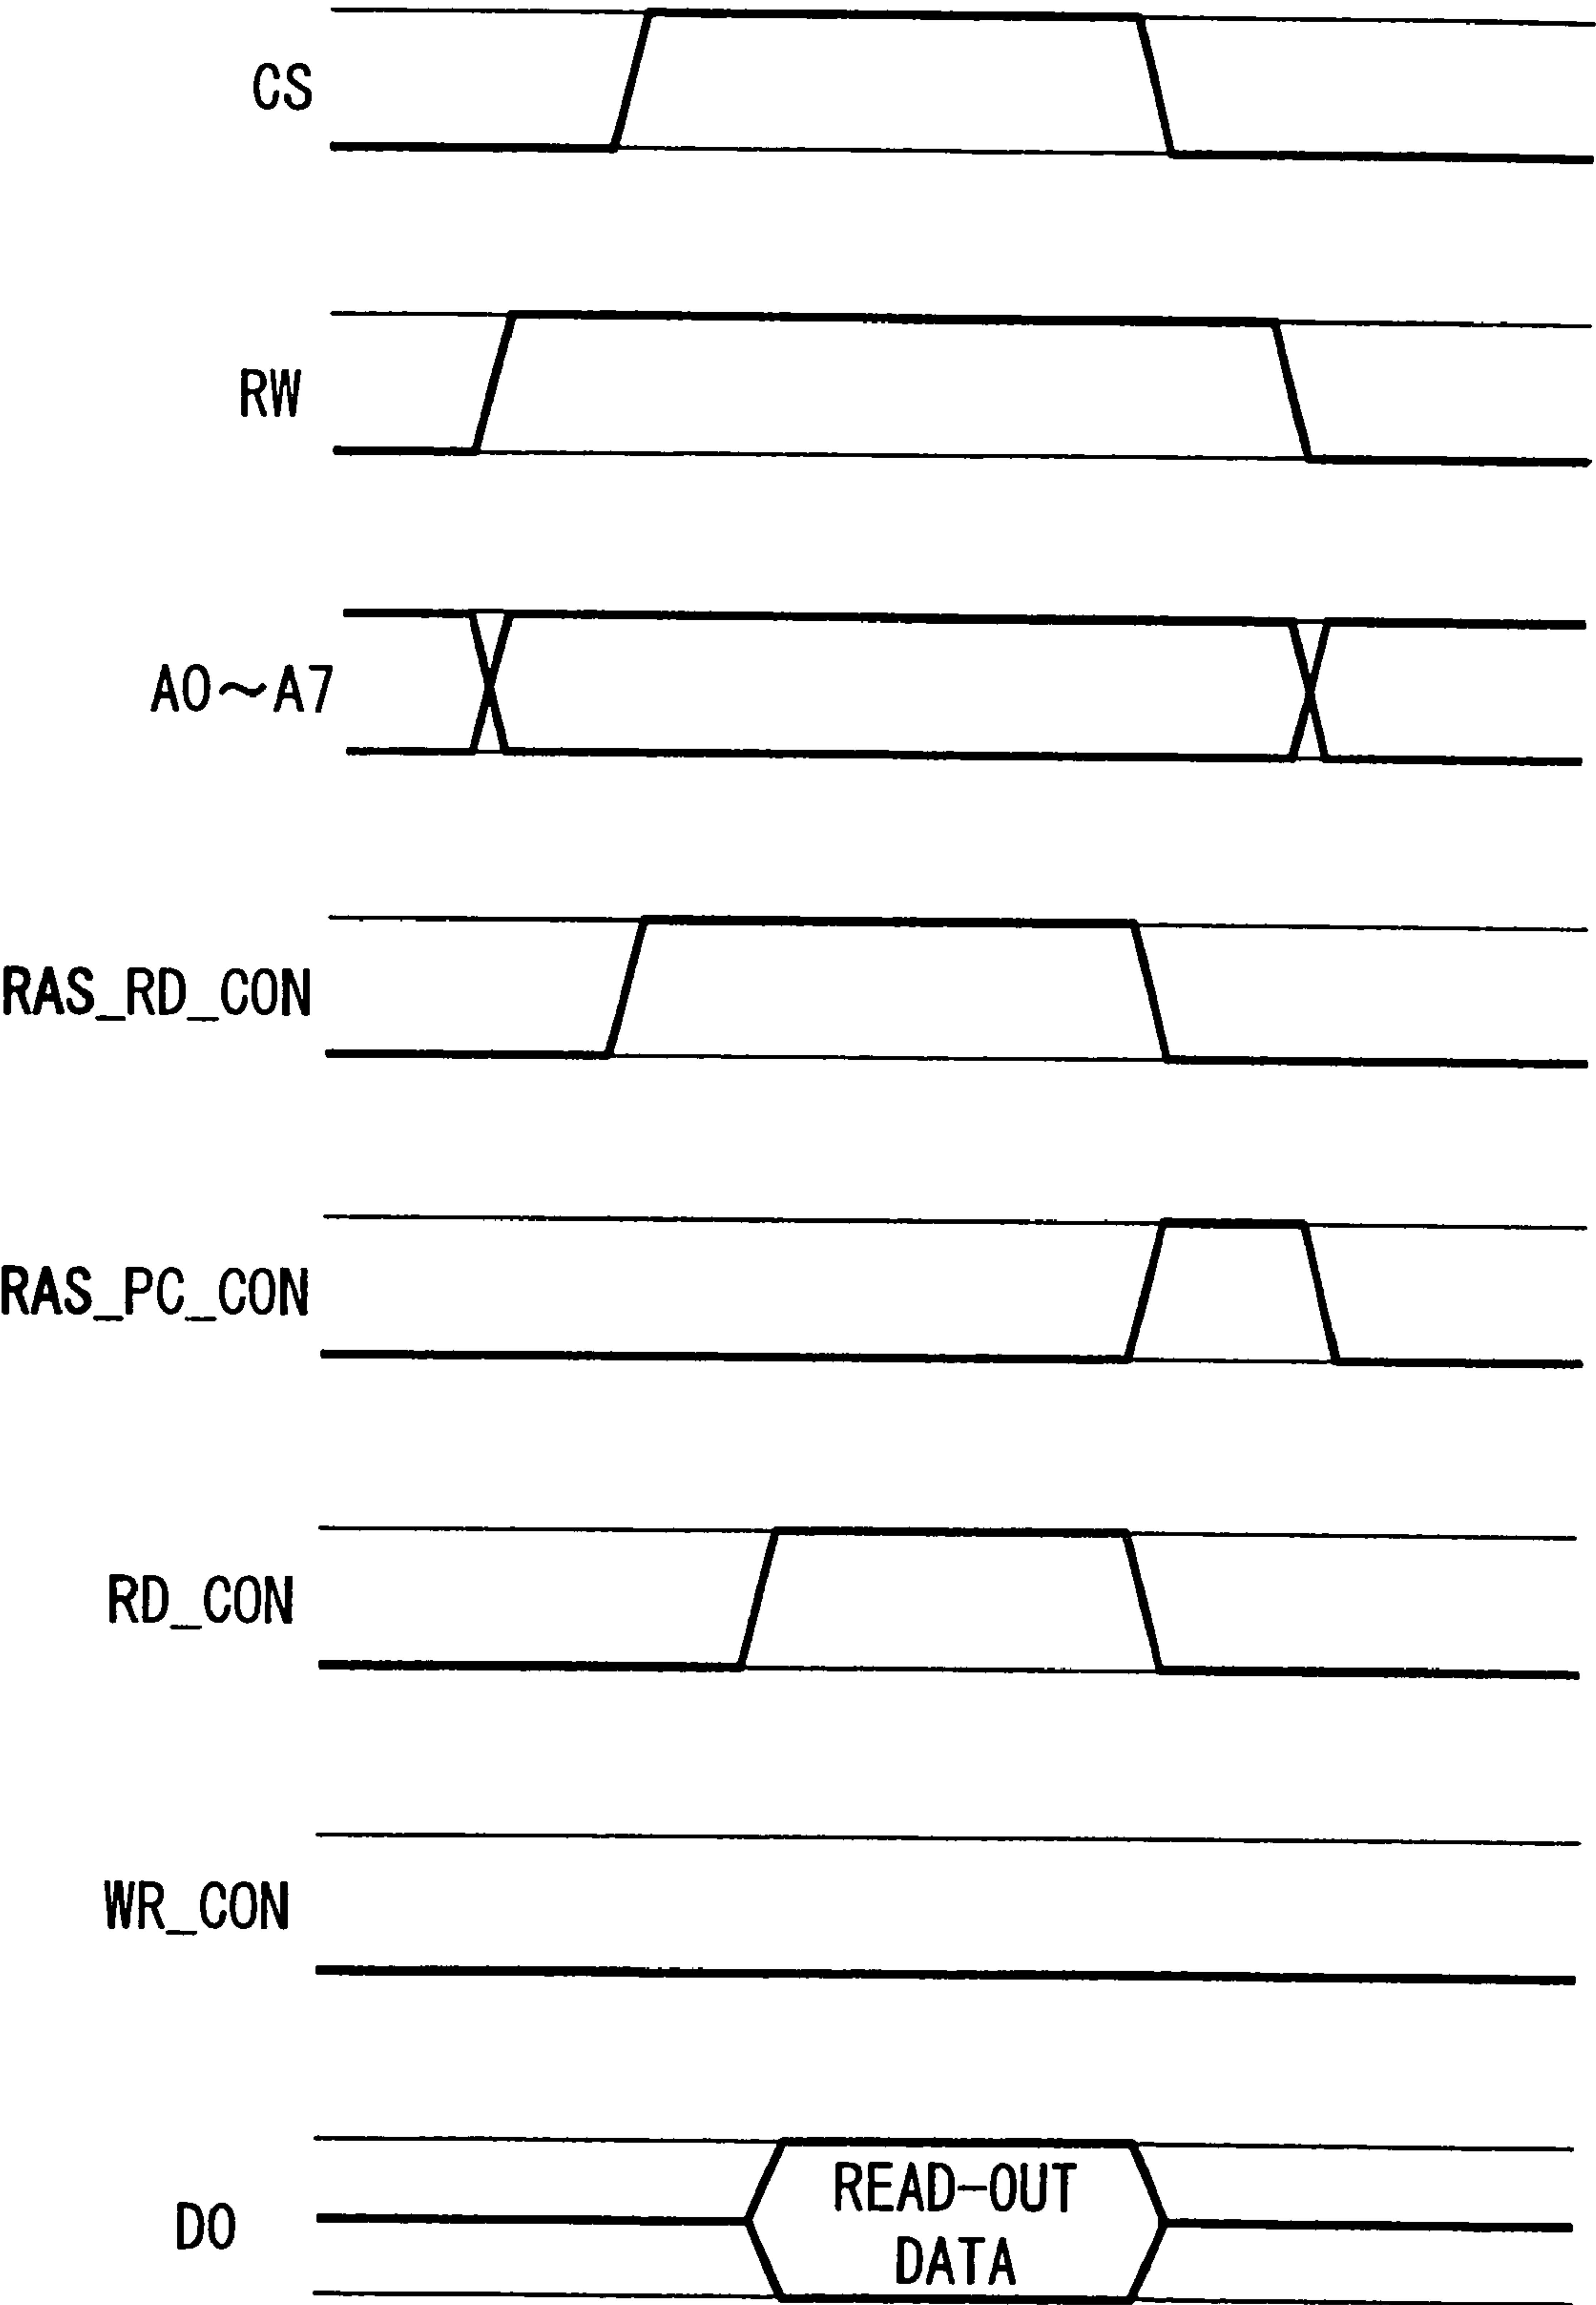 CS
RW
A0～A7
RAS_RD_CON
RAS_PC_CON
RD_CON
WR_CON
DO
READ-OUT
DATA